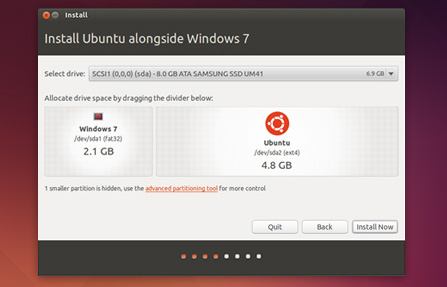 Install
Install Ubuntu alongside Windows 7
Select drive: SCSI1 (0,0,0) (sda) - 8.0 GB ATA SAMSUNG SSD UM41 6.9 GB
Allocate drive space by dragging the divider below:
Windows 7
/dev/sda1 (fat32)
2.1 GB
Ubuntu
/dev/sda2 (ext4)
4.8 GB
1 smaller partition is hidden, use the advanced partitioning tool for more control
Quit Back Install Now